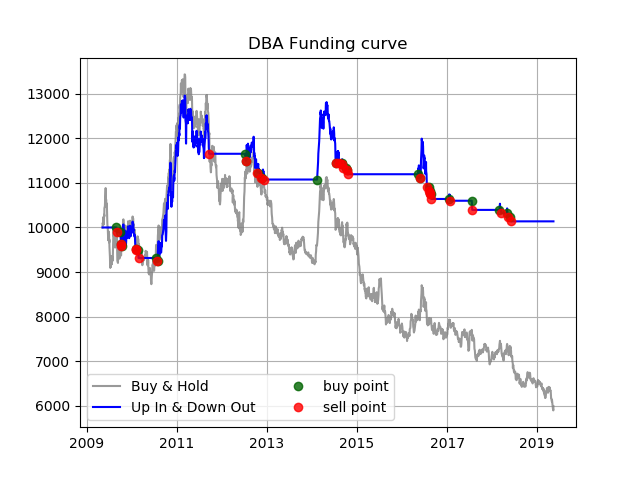 DBA Funding curve
13000
12000
11000
10000
9000
8000
7000
6000
Buy & Hold
Up In & Down Out
buy point
sell point
2009
2011
2013
2015
2017
2019